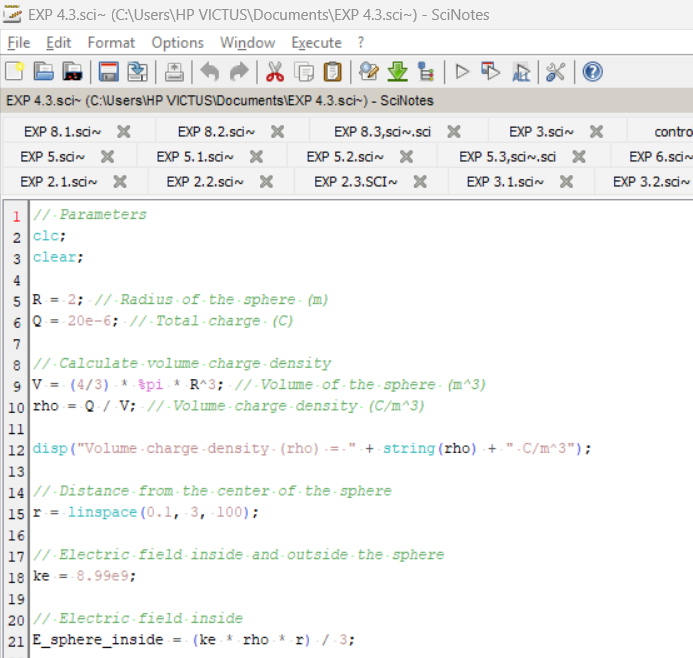 EXP 4.3.sci~ (C:\Users\HP VICTUS\Documents\EXP 4.3.sci~) - SciNotes
File Edit Format Options Window Execute ?
EXP 4.3.sci~ (C:\Users\HP VICTUS\Documents\EXP 4.3.sci~) - SciNotes
EXP 8.1.sci~ EXP 8.2.sci~ EXP 8.3,sci~.sci EXP 3.sci~ contro
EXP 5.sci~ EXP 5.1.sci~ EXP 5.2.sci~ EXP 5.3,sci~.sci EXP 6.sci~
EXP 2.1.sci~ EXP 2.2.sci~ EXP 2.3.SCI~ EXP 3.1.sci~ EXP 3.2.sci~
1 // Parameters
2 clc;
3 clear;
4
5 R = 2; // Radius of the sphere (m)
6 Q = 20e-6; // Total charge (C)
7
8 // Calculate volume charge density
9 V = (4/3) * %pi * R^3; // Volume of the sphere (m^3)
10 rho = Q / V; // Volume charge density (C/m^3)
11
12 disp("Volume charge density (rho) = " + string(rho) + " C/m^3");
13
14 // Distance from the center of the sphere
15 r = linspace(0.1, 3, 100);
16
17 // Electric field inside and outside the sphere
18 ke = 8.99e9;
19
20 // Electric field inside
21 E_sphere_inside = (ke * rho * r) / 3;